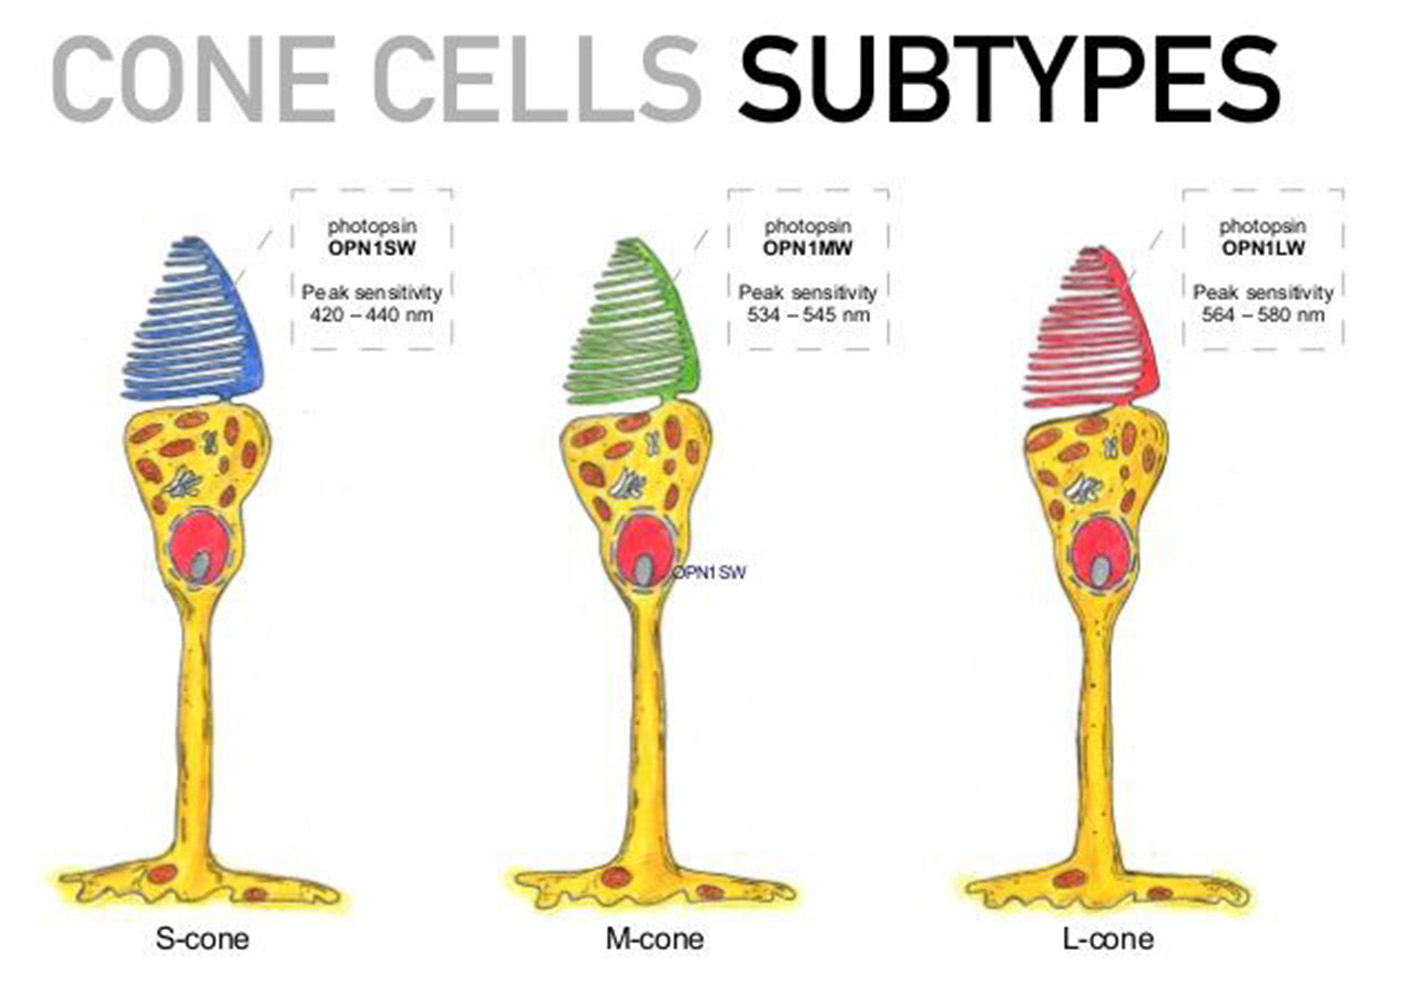 CONE CELLS SUBTYPES
photopsin
OPN1SW
Peak sensitivity
420 – 440 nm
photopsin
OPN1MW
Peak sensitivity
534 – 545 nm
photopsin
OPN1LW
Peak sensitivity
564 – 580 nm
OPN1SW
S-cone
M-cone
L-cone